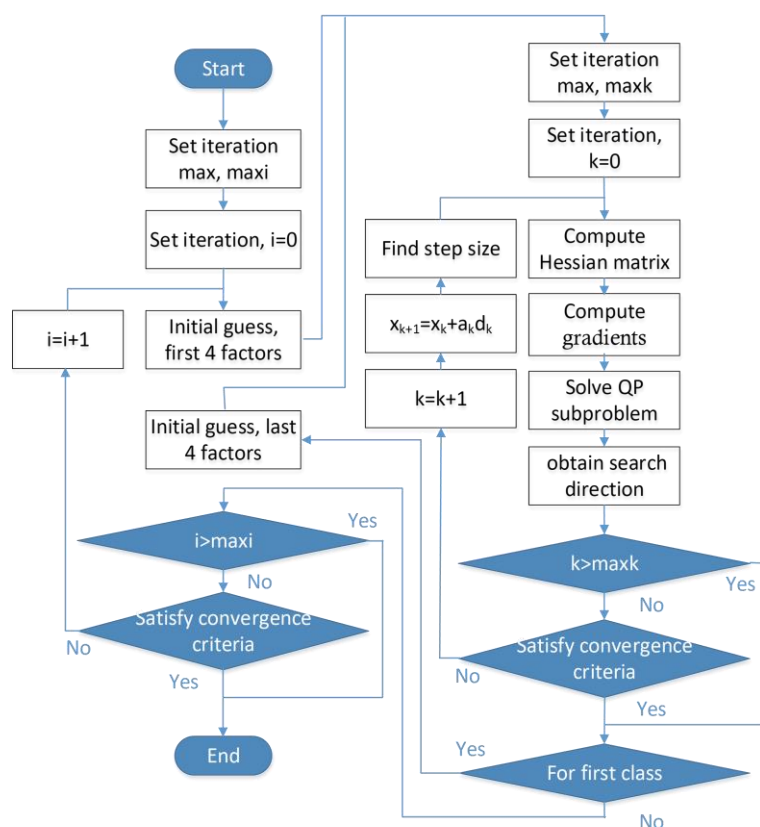 Start
Set iteration
max, maxi
Set iteration, i=0
i=i+1
Initial guess,
first 4 factors
Initial guess, last
4 factors
i>maxi
Yes
No
Satisfy convergence
criteria
No
Yes
End
Set iteration
max, maxk
Set iteration,
k=0
Find step size
Compute
Hessian matrix
xk+1=xk+akdk
Compute
gradients
k=k+1
Solve QP
subproblem
obtain search
direction
k>maxk
Yes
No
Satisfy convergence
criteria
No
Yes
Yes
For first class
No